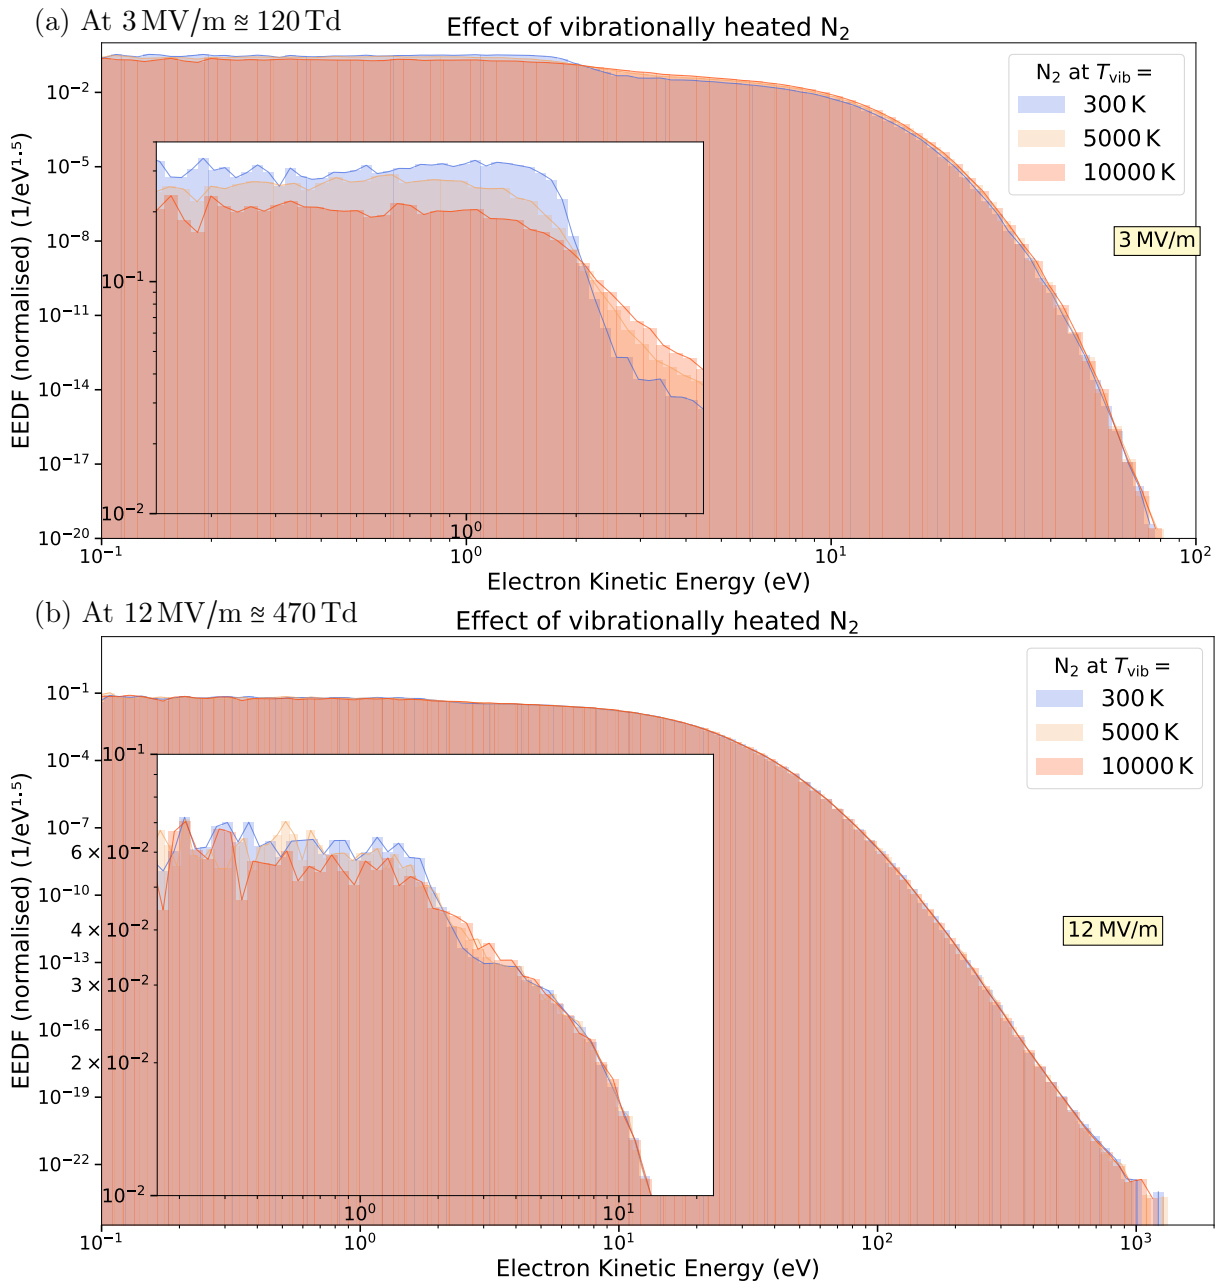 (a) At 3 MV/m ≊ 120 Td
Effect of vibrationally heated N₂
EEDF (normalised) (1/eV¹·⁵)
10⁻²
10⁻⁵
10⁻⁸
10⁻¹¹
10⁻¹⁴
10⁻¹⁷
10⁻²⁰
N₂ at T_vib =
300 K
5000 K
10000 K
3 MV/m
10⁻¹
10⁻²
10⁰
10⁻¹
10⁰
10¹
10²
Electron Kinetic Energy (eV)
(b) At 12 MV/m ≊ 470 Td
Effect of vibrationally heated N₂
EEDF (normalised) (1/eV¹·⁵)
10⁻¹
10⁻⁴
10⁻⁷
10⁻¹⁰
10⁻¹³
10⁻¹⁶
10⁻¹⁹
10⁻²²
N₂ at T_vib =
300 K
5000 K
10000 K
12 MV/m
10⁻¹
6 × 10⁻²
4 × 10⁻²
3 × 10⁻²
2 × 10⁻²
10⁻²
10⁰
10¹
10⁻¹
10⁰
10¹
10²
10³
Electron Kinetic Energy (eV)